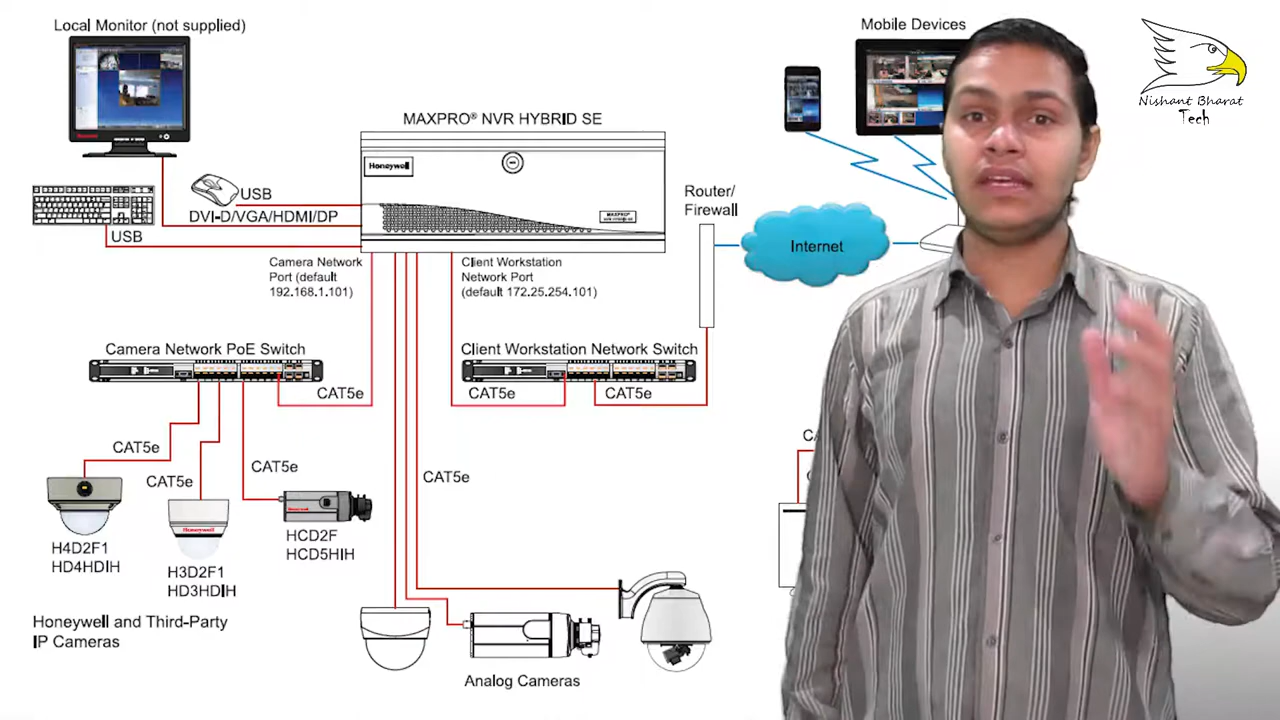 Local Monitor (not supplied)
Mobile Devices
Nishant Bharat
Tech
MAXPRO® NVR HYBRID SE
Honeywell
MAXPRO®
USB
DVI-D/VGA/HDMI/DP
USB
Router/
Firewall
Internet
Camera Network
Port (default
192.168.1.101)
Client Workstation
Network Port
(default 172.25.254.101)
Camera Network PoE Switch
Client Workstation Network Switch
CAT5e
CAT5e
CAT5e
CAT5e
CAT5e
CAT5e
CAT5e
Honeywell
H4D2F1
HD4HDIH
H3D2F1
HD3HDIH
HCD2F
HCD5HIH
Honeywell and Third-Party
IP Cameras
Analog Cameras